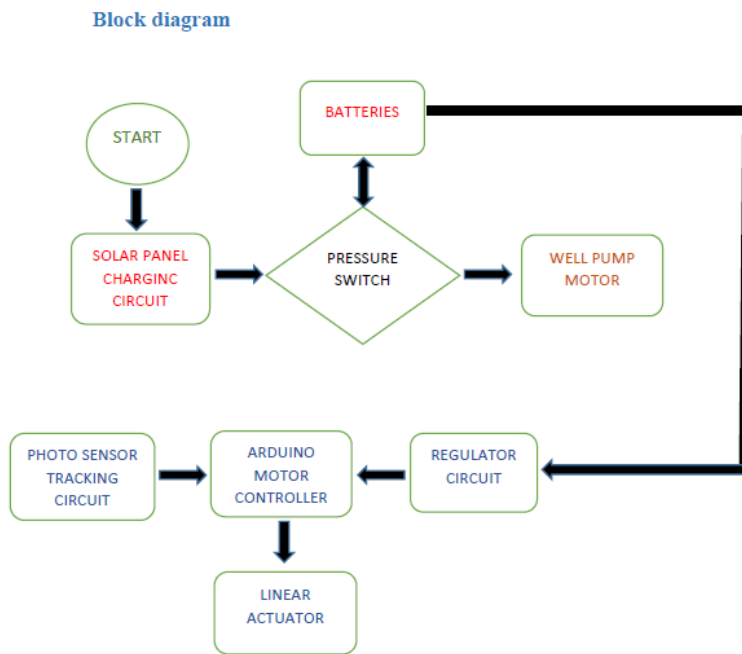 Block diagram
BATTERIES
START
SOLAR PANEL
CHARGINC
CIRCUIT
PRESSURE
SWITCH
WELL PUMP
MOTOR
PHOTO SENSOR
TRACKING
CIRCUIT
ARDUINO
MOTOR
CONTROLLER
REGULATOR
CIRCUIT
LINEAR
ACTUATOR